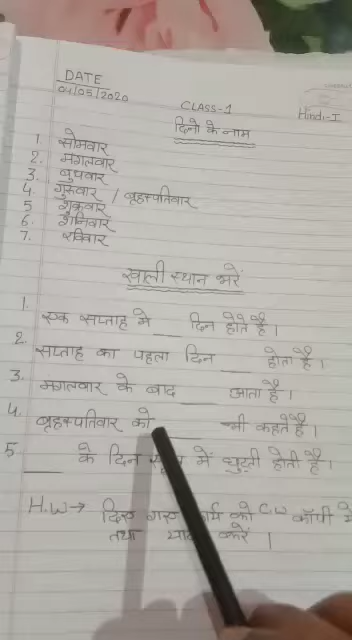 DATE
04/05/2020
CLASS-1
Hindi-I
दिनों के नाम
1. सोमवार
2. मंगलवार
3. बुधवार
4. गुरुवार / बृहस्पतिवार
5 शुक्रवार
6. शनिवार
7. रविवार
खाली स्थान भरें
1. एक सप्ताह में ___ दिन होते है।
2. सप्ताह का पहला दिन ___ होता है।
3. मंगलवार के बाद ___ आता है।
4. बृहस्पतिवार को ___ भी कहते है।
5 ___ के दिन में छुट्टी होती है।
H.W→ दिए गए को C.W कॉपी
तथा करें।